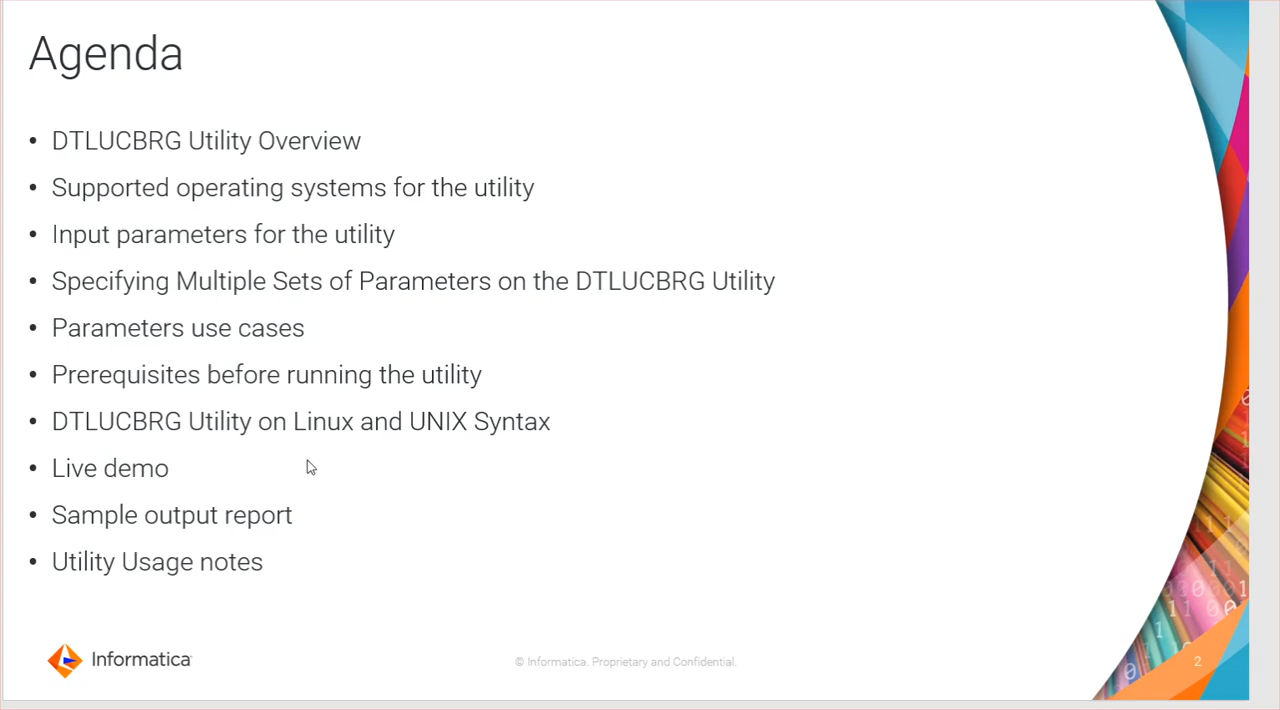 Agenda
• DTLUCBRG Utility Overview
• Supported operating systems for the utility
• Input parameters for the utility
• Specifying Multiple Sets of Parameters on the DTLUCBRG Utility
• Parameters use cases
• Prerequisites before running the utility
• DTLUCBRG Utility on Linux and UNIX Syntax
• Live demo
• Sample output report
• Utility Usage notes
Informatica
© Informatica. Proprietary and Confidential.
2